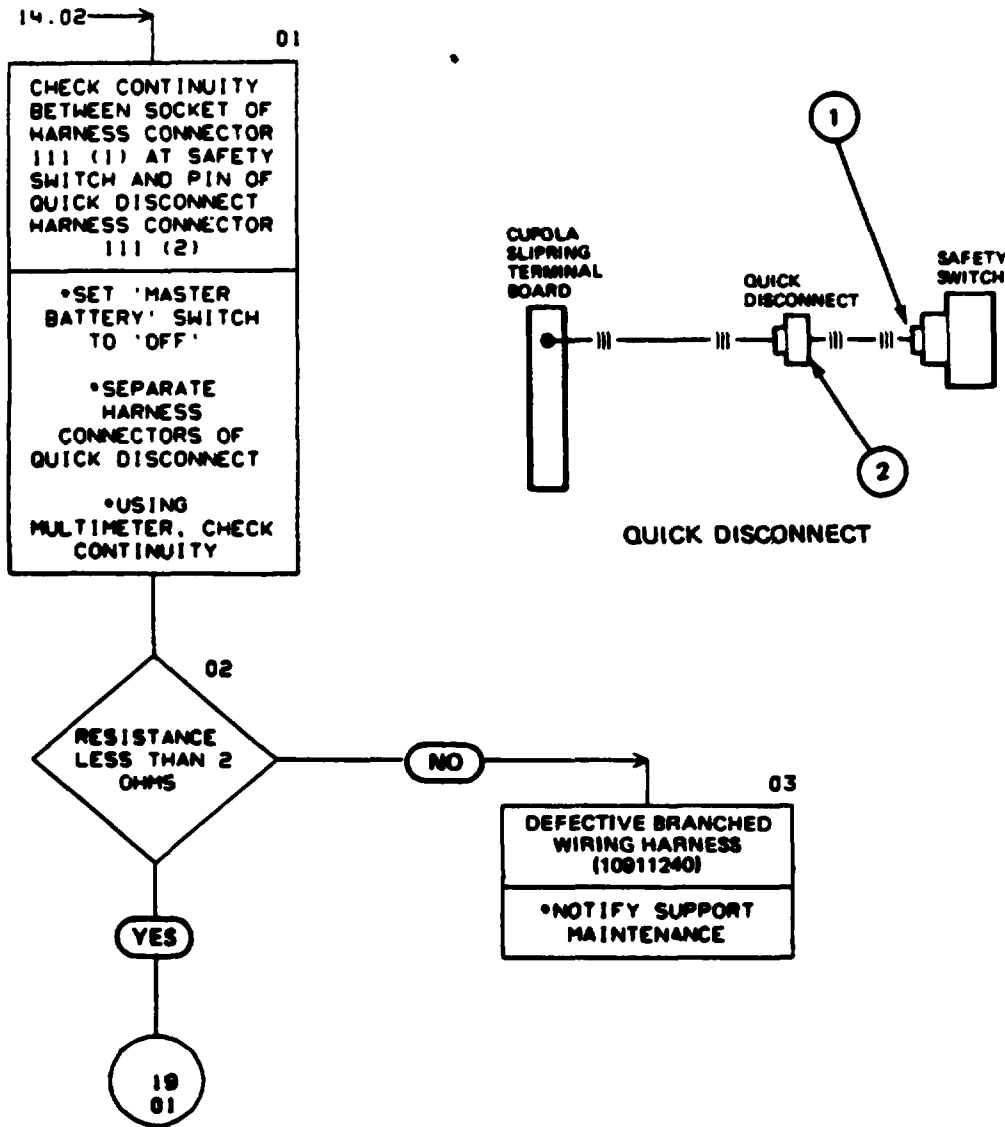 14.02
01
CHECK CONTINUITY
BETWEEN SOCKET OF
HARNESS CONNECTOR
111 (1) AT SAFETY
SWITCH AND PIN OF
QUICK DISCONNECT
HARNESS CONNECTOR
111 (2)
•SET 'MASTER
BATTERY' SWITCH
TO 'OFF'
•SEPARATE
HARNESS
CONNECTORS OF
QUICK DISCONNECT
•USING
MULTIMETER, CHECK
CONTINUITY
1
CUPOLA
SLIPRING
TERMINAL
BOARD
QUICK
DISCONNECT
SAFETY
SWITCH
2
QUICK DISCONNECT
02
RESISTANCE
LESS THAN 2
OHMS
NO
03
DEFECTIVE BRANCHED
WIRING HARNESS
(10911240)
•NOTIFY SUPPORT
MAINTENANCE
YES
19
01